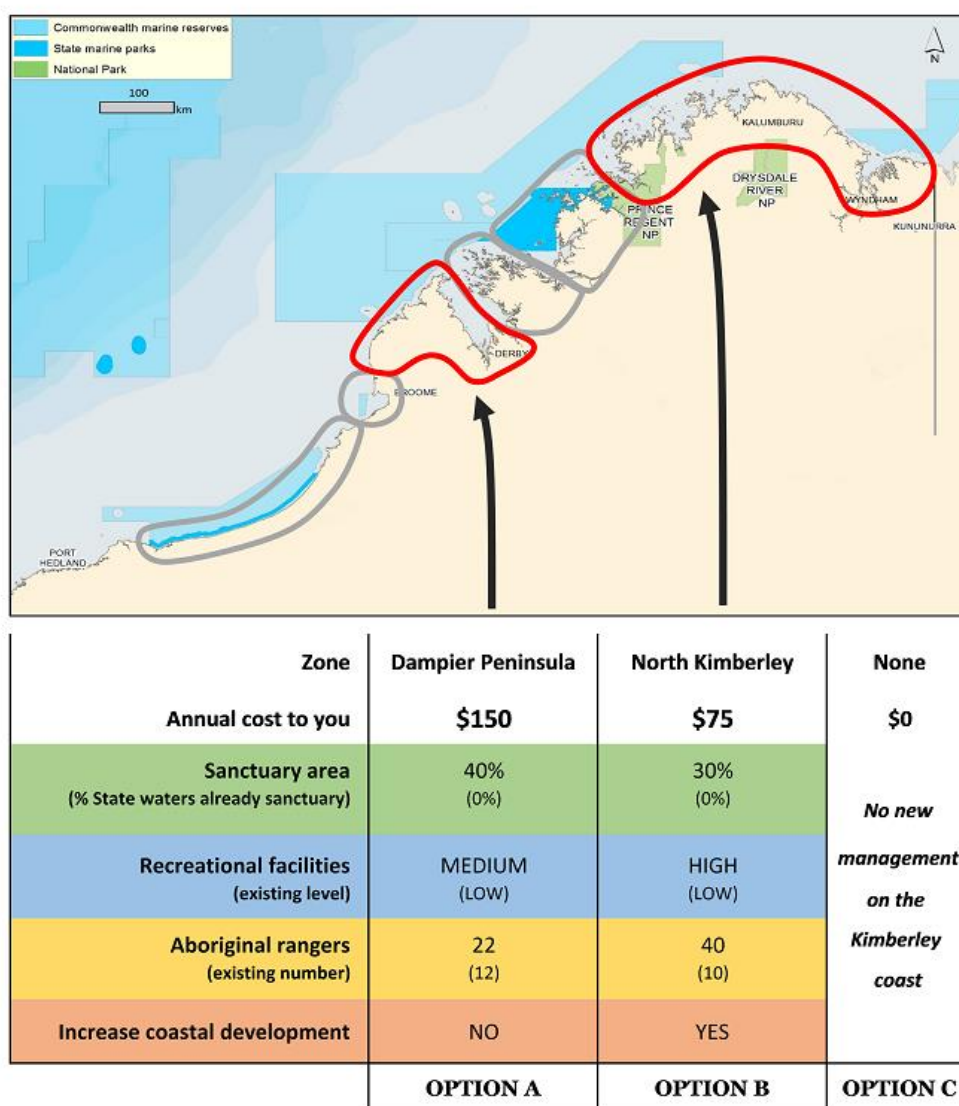 Commonwealth marine reserves
State marine parks
National Park
100
km
N
KALUMBURU
DRYSDALE
RIVER
NP
PRINCE
REGENT
NP
WYNDHAM
KUNUNURRA
DERBY
BROOME
PORT
HEDLAND
Zone Dampier Peninsula North Kimberley None
Annual cost to you $150 $75 $0
Sanctuary area 40% 30%
(% State waters already sanctuary) (0%) (0%)
No new
Recreational facilities MEDIUM HIGH management
(existing level) (LOW) (LOW) on the
Aboriginal rangers 22 40 Kimberley
(existing number) (12) (10) coast
Increase coastal development NO YES
OPTION A OPTION B OPTION C